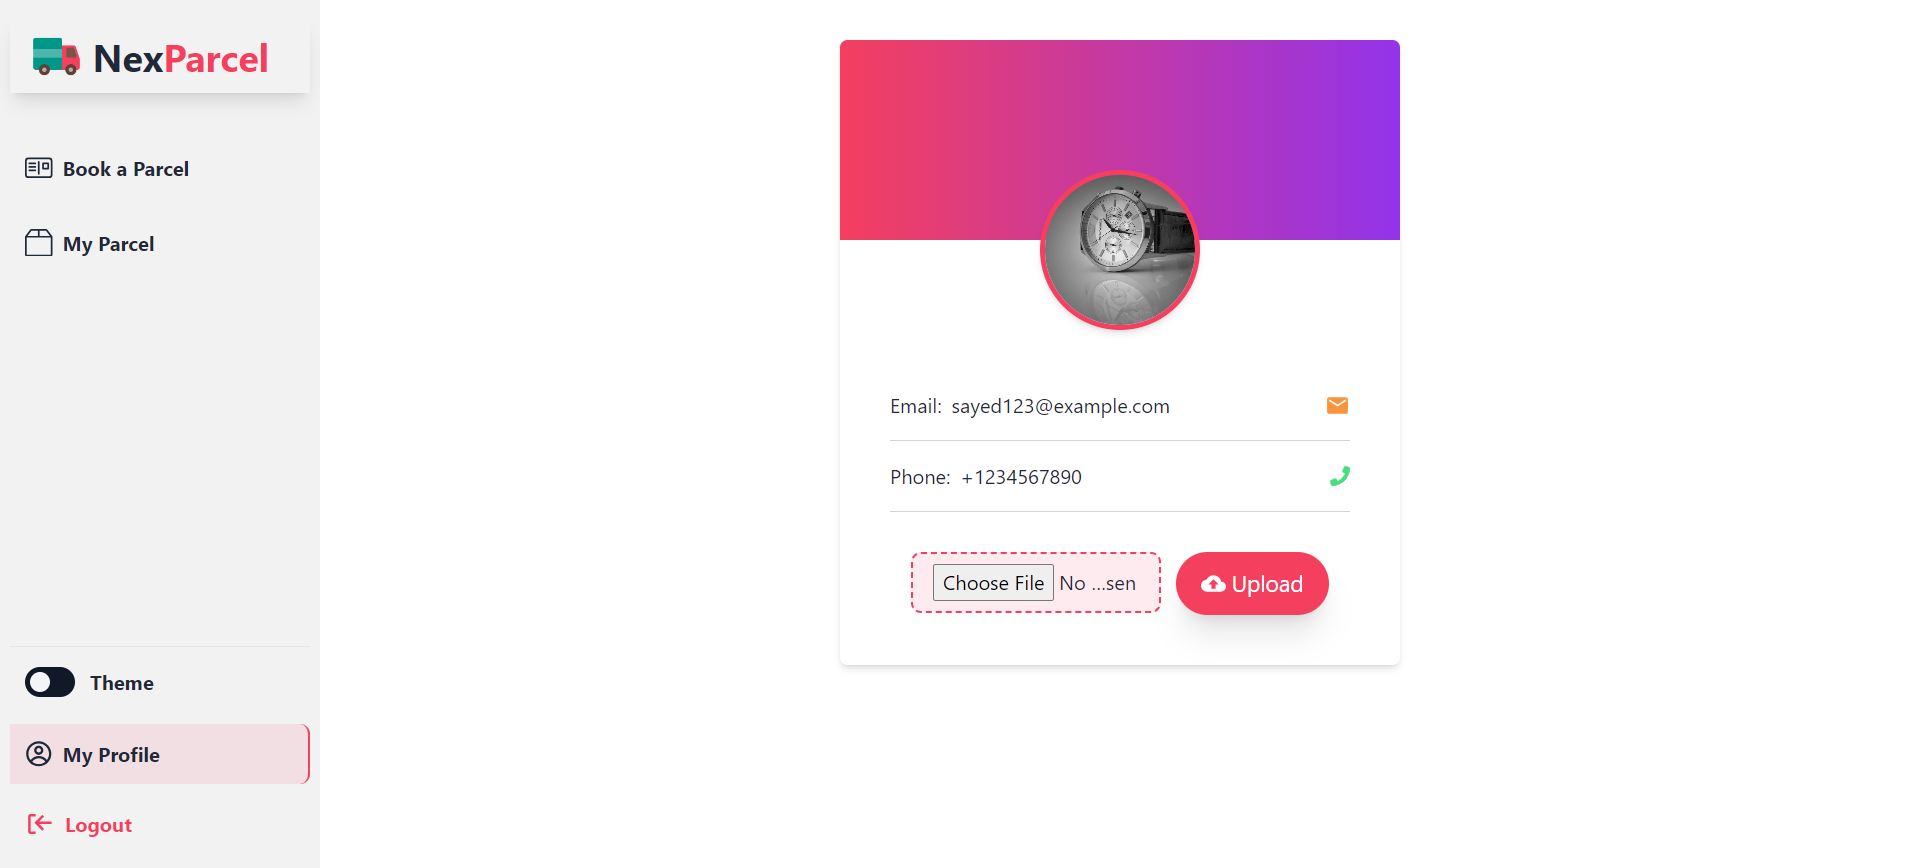 NexParcel
Book a Parcel
My Parcel
Theme
My Profile
Logout
Email: sayed123@example.com
Phone: +1234567890
Choose File No ...sen
Upload